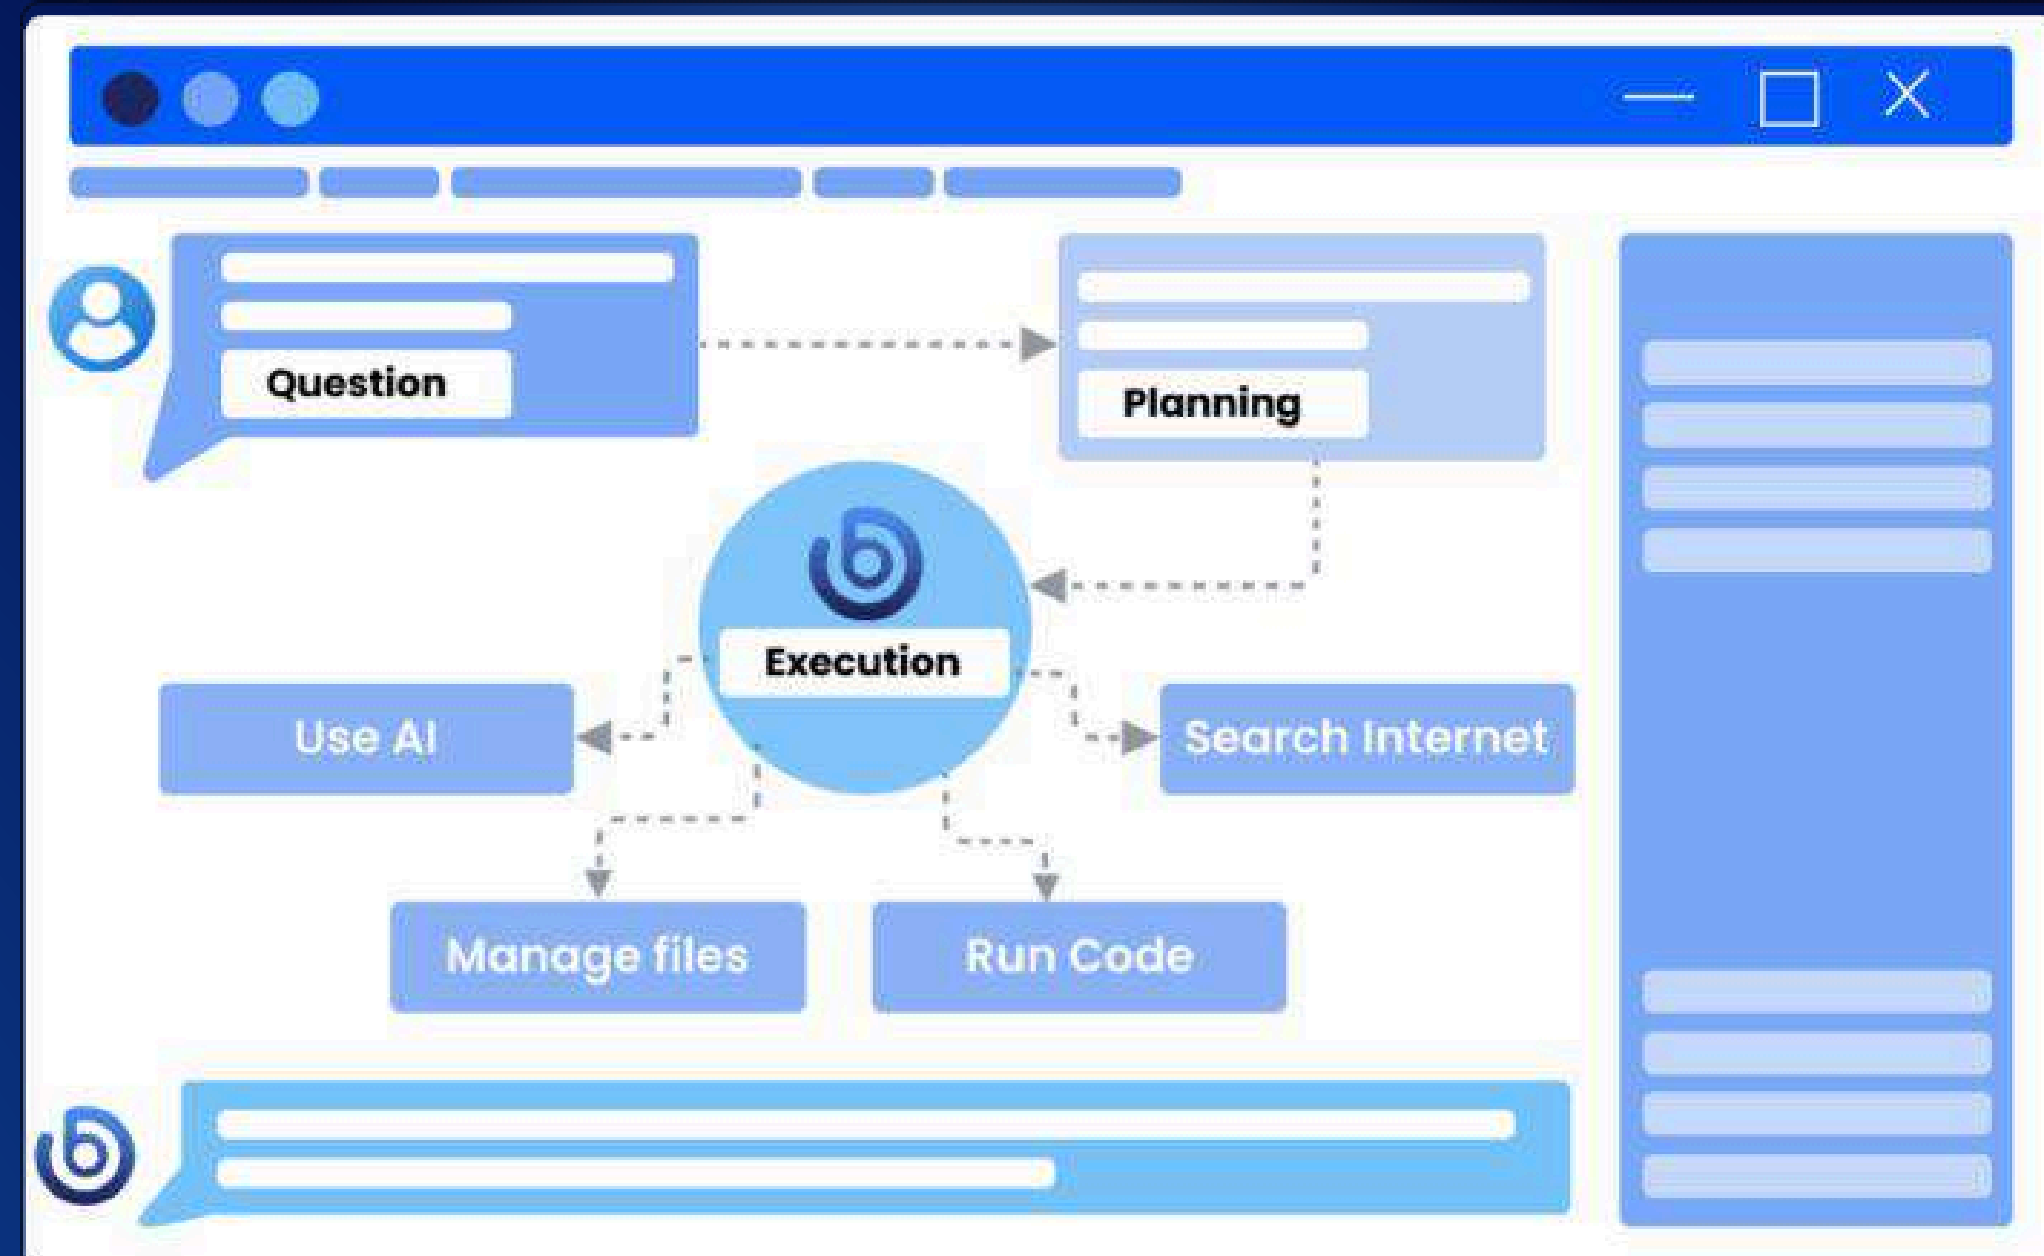 Question
Planning
Execution
Use AI
Search Internet
Manage files
Run Code